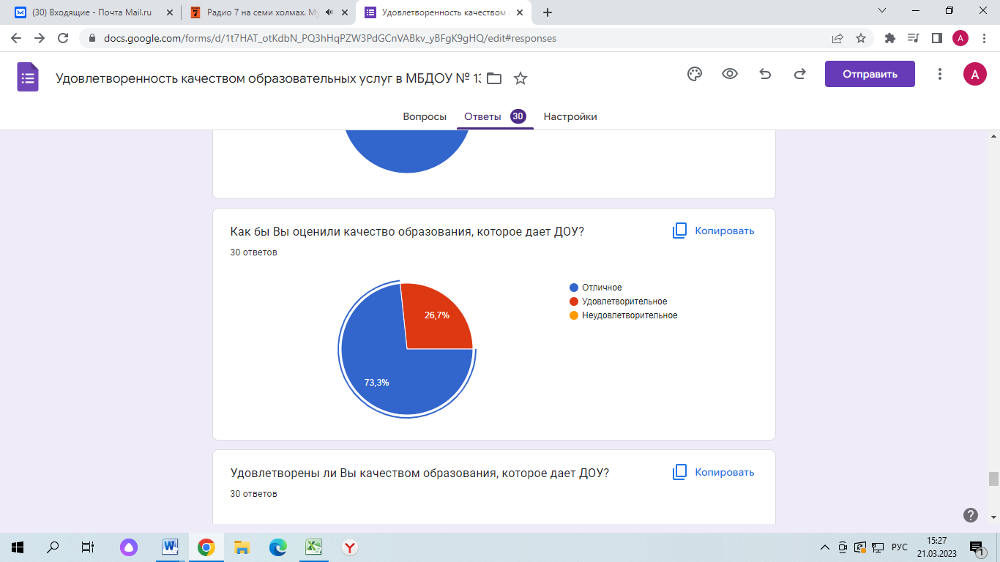 (30) Входящие - Почта Mail.ru
Радио 7 на семи холмах. Му
Удовлетворенность качеством
docs.google.com/forms/d/1t7HAT_otKdbN_PQ3hHqPZW3PdGCnVABkv_yBFgK9gHQ/edit#responses
A
Удовлетворенность качеством образовательных услуг в МБДОУ № 13
Отправить
A
Вопросы
Ответы 30
Настройки
Как бы Вы оценили качество образования, которое дает ДОУ?
Копировать
30 ответов
Отличное
Удовлетворительное
Неудовлетворительное
26,7%
73,3%
Удовлетворены ли Вы качеством образования, которое дает ДОУ?
Копировать
30 ответов
РУС
15:27
21.03.2023
1